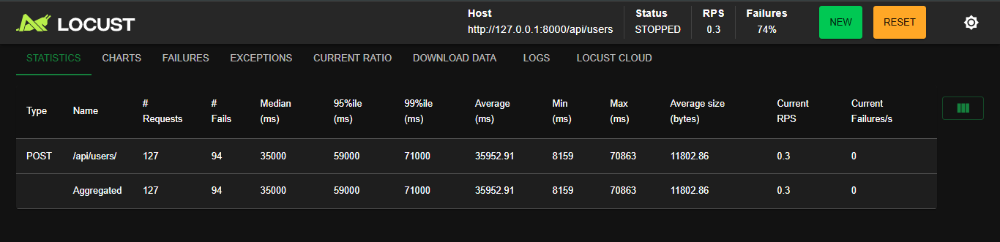 LOCUST
Host
http://127.0.0.1:8000/api/users
Status
STOPPED
RPS
0.3
Failures
74%
NEW
RESET
STATISTICS CHARTS FAILURES EXCEPTIONS CURRENT RATIO DOWNLOAD DATA LOGS LOCUST CLOUD
Type Name # Requests # Fails Median (ms) 95%ile (ms) 99%ile (ms) Average (ms) Min (ms) Max (ms) Average size (bytes) Current RPS Current Failures/s
POST /api/users/ 127 94 35000 59000 71000 35952.91 8159 70863 11802.86 0.3 0
Aggregated 127 94 35000 59000 71000 35952.91 8159 70863 11802.86 0.3 0